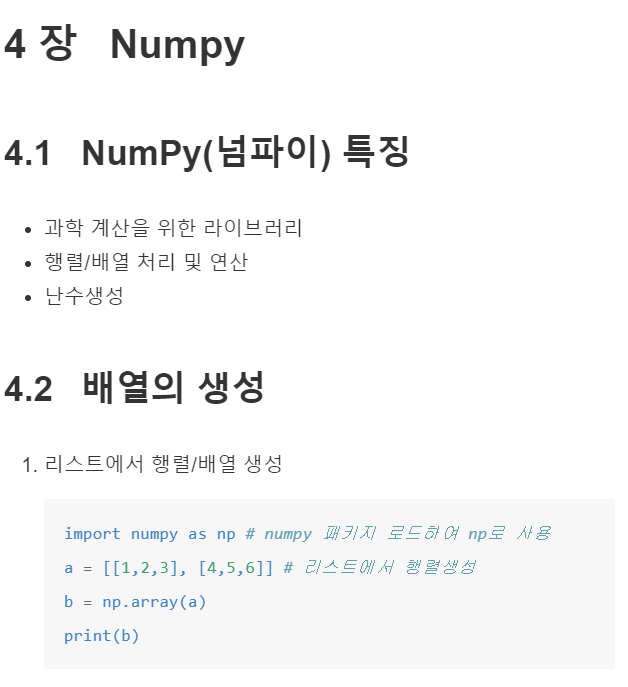 4 장 Numpy
4.1 NumPy(넘파이) 특징
• 과학 계산을 위한 라이브러리
• 행렬/배열 처리 및 연산
• 난수생성
4.2 배열의 생성
1. 리스트에서 행렬/배열 생성
import numpy as np # numpy 패키지 로드하여 np로 사용
a = [[1,2,3], [4,5,6]] # 리스트에서 행렬생성
b = np.array(a)
print(b)